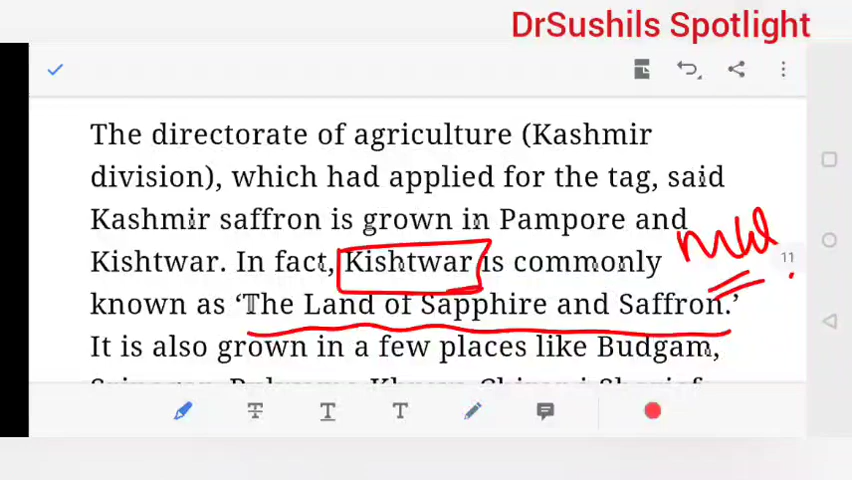 DrSushils Spotlight
The directorate of agriculture (Kashmir
division), which had applied for the tag, said
Kashmir saffron is grown in Pampore and
Kishtwar. In fact, Kishtwar is commonly
known as ‘The Land of Sapphire and Saffron.’
11
It is also grown in a few places like Budgam,